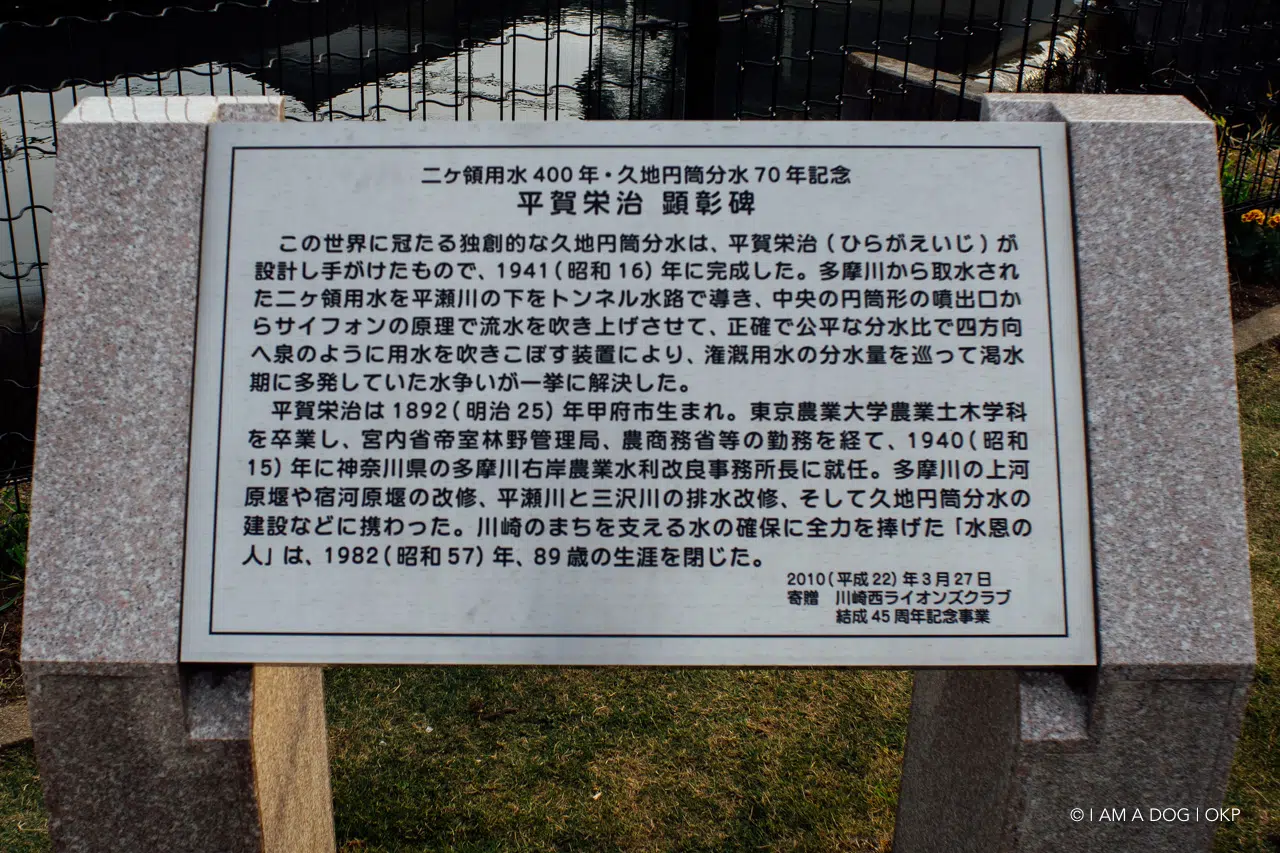 二ヶ領用水400年・久地円筒分水70年記念
平賀栄治 顕彰碑
この世界に冠たる独創的な久地円筒分水は、平賀栄治(ひらがえいじ)が
設計し手がけたもので、1941(昭和16)年に完成した。多摩川から取水され
た二ヶ領用水を平瀬川の下をトンネル水路で導き、中央の円筒形の噴出口か
らサイフォンの原理で流水を吹き上げさせて、正確で公平な分水比で四方向
へ泉のように用水を吹きこぼす装置により、潅漑用水の分水量を巡って渇水
期に多発していた水争いが一挙に解決した。
平賀栄治は1892(明治25)年甲府市生まれ。東京農業大学農業土木学科
を卒業し、宮内省帝室林野管理局、農商務省等の勤務を経て、1940(昭和
15)年に神奈川県の多摩川右岸農業水利改良事務所長に就任。多摩川の上河
原堰や宿河原堰の改修、平瀬川と三沢川の排水改修、そして久地円筒分水の
建設などに携わった。川崎のまちを支える水の確保に全力を捧げた「水恩の
人」は、1982(昭和57)年、89歳の生涯を閉じた。
2010(平成22)年3月27日
寄贈 川崎西ライオンズクラブ
結成45周年記念事業
© I AM A DOG | OKP